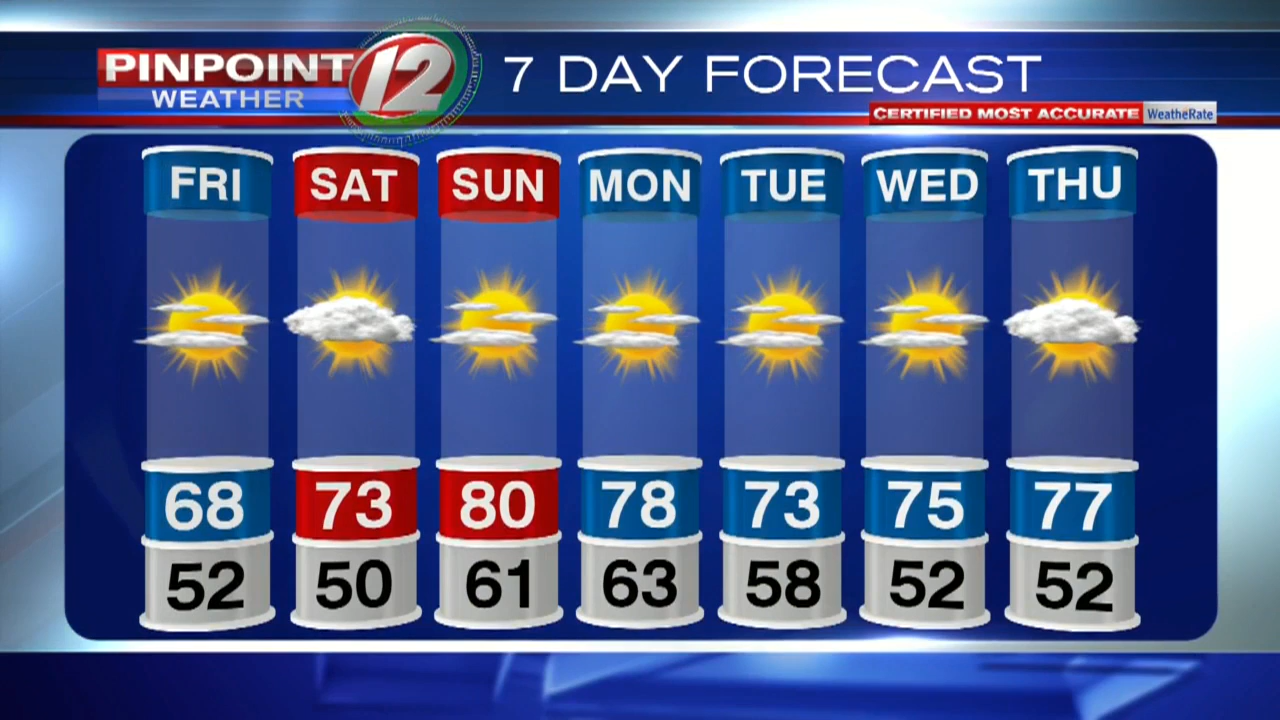 PINPOINT 12 7 DAY FORECAST
WEATHER
CERTIFIED MOST ACCURATE WeatheRate
FRI SAT SUN MON TUE WED THU
68 73 80 78 73 75 77
52 50 61 63 58 52 52